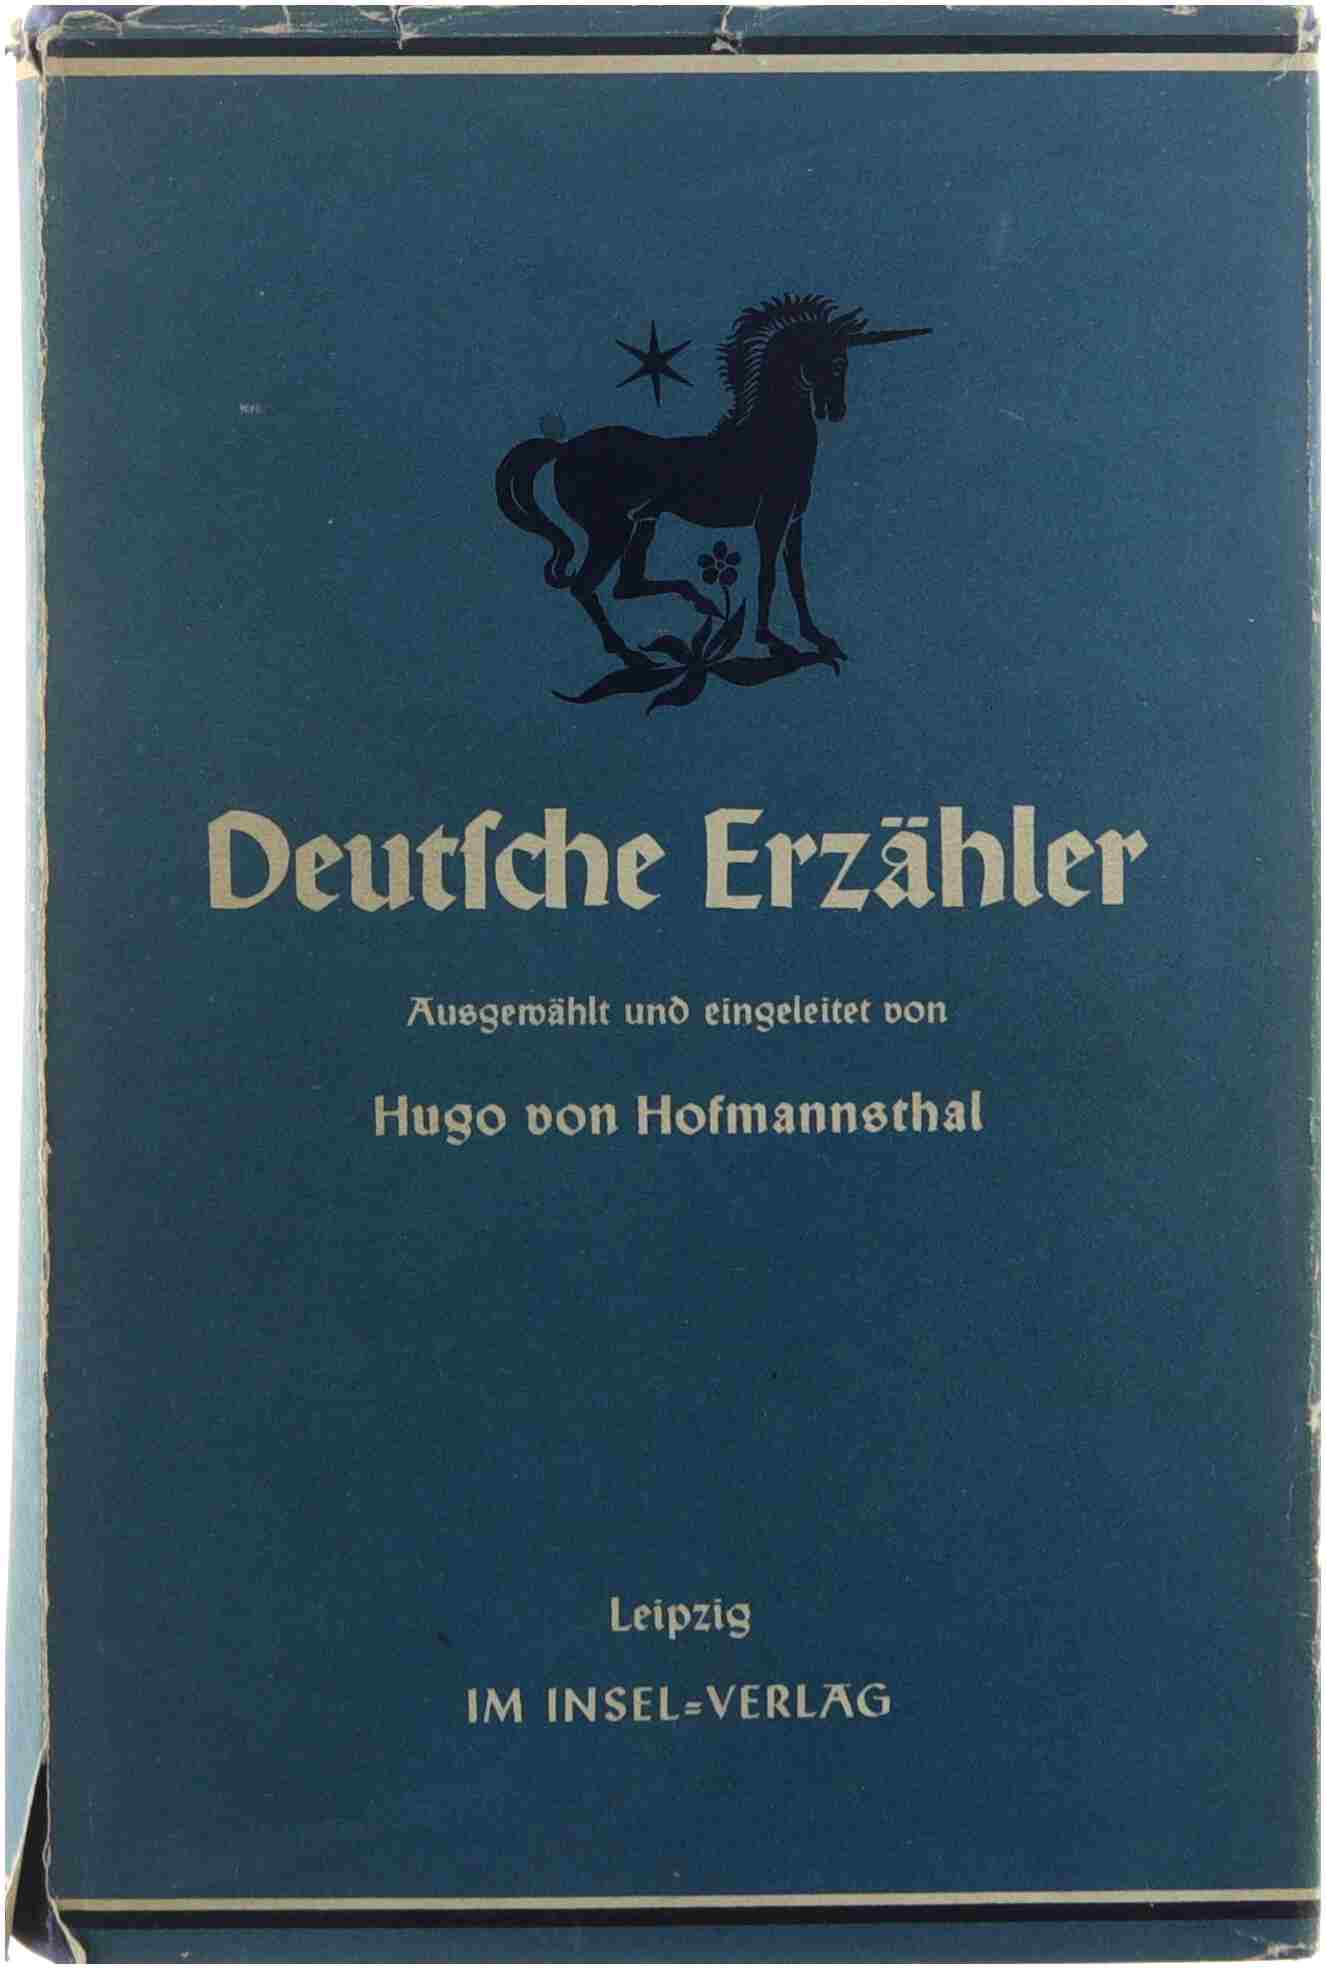 Deutſche Erzähler
Ausgewählt und eingeleitet von
Hugo von Hofmannsthal
Leipzig
IM INSEL=VERLAG